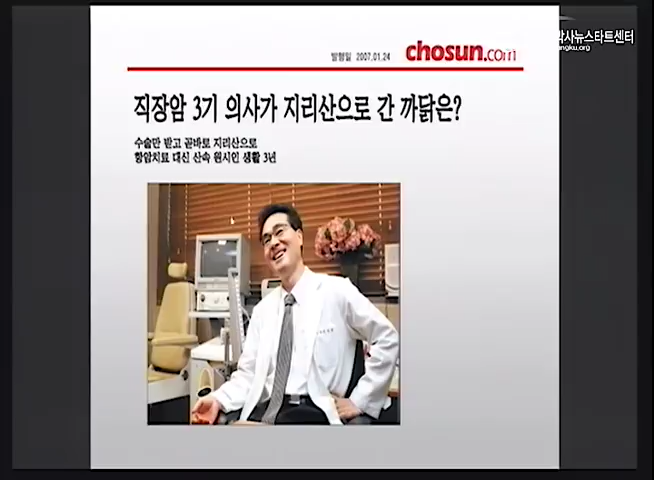 박사뉴스타트센터
발행일 2007.01.24 chosun.com
직장암 3기 의사가 지리산으로 간 까닭은?
수술만 받고 곧바로 지리산으로
항암치료 대신 산속 원시인 생활 3년